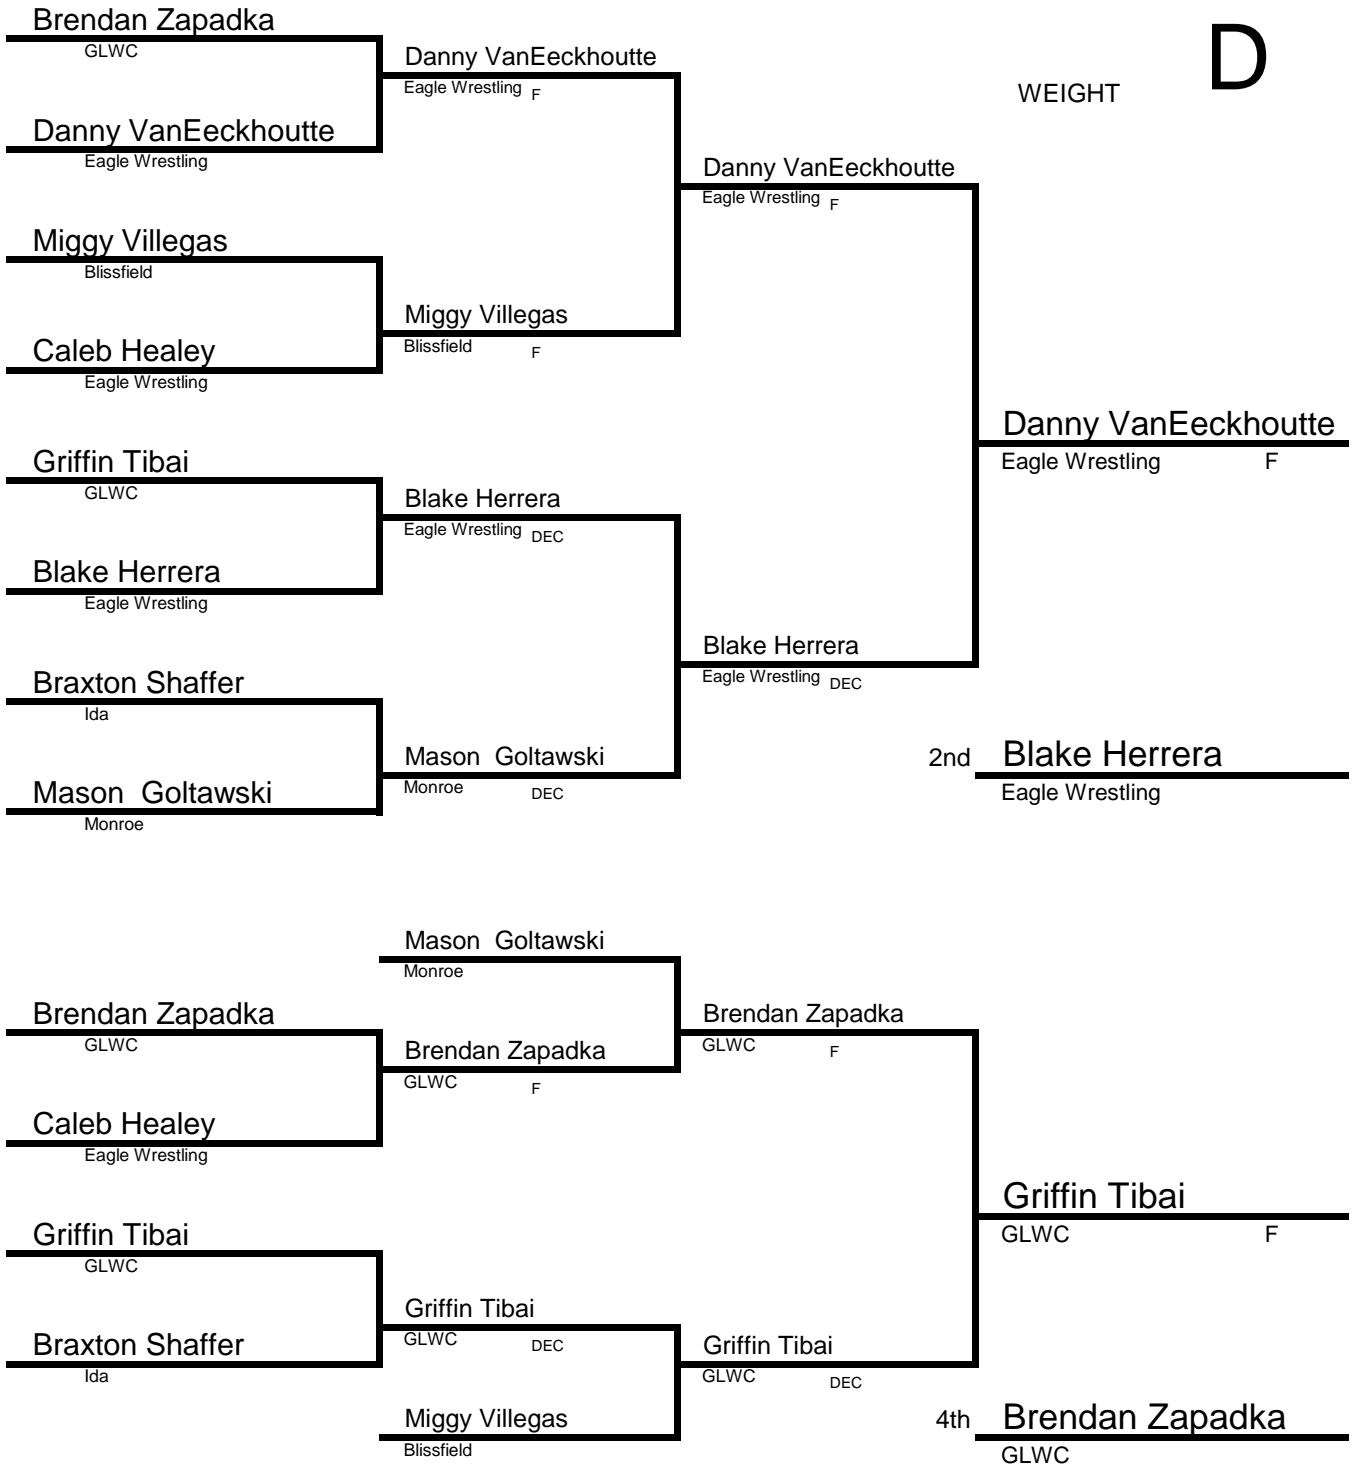 Brendan Zapadka
GLWC
Danny VanEeckhoutte
Eagle Wrestling
Miggy Villegas
Blissfield
Caleb Healey
Eagle Wrestling
Griffin Tibai
GLWC
Blake Herrera
Eagle Wrestling
Braxton Shaffer
Ida
Mason  Goltawski
Monroe
Danny VanEeckhoutte
Eagle Wrestling F
Miggy Villegas
Blissfield F
Blake Herrera
Eagle Wrestling DEC
Mason  Goltawski
Monroe DEC
Danny VanEeckhoutte
Eagle Wrestling F
Blake Herrera
Eagle Wrestling DEC
WEIGHT D
Danny VanEeckhoutte
Eagle Wrestling F
2nd Blake Herrera
Eagle Wrestling
Brendan Zapadka
GLWC
Caleb Healey
Eagle Wrestling
Griffin Tibai
GLWC
Braxton Shaffer
Ida
Mason  Goltawski
Monroe
Brendan Zapadka
GLWC F
Griffin Tibai
GLWC DEC
Miggy Villegas
Blissfield
Brendan Zapadka
GLWC F
Griffin Tibai
GLWC DEC
Griffin Tibai
GLWC F
4th Brendan Zapadka
GLWC